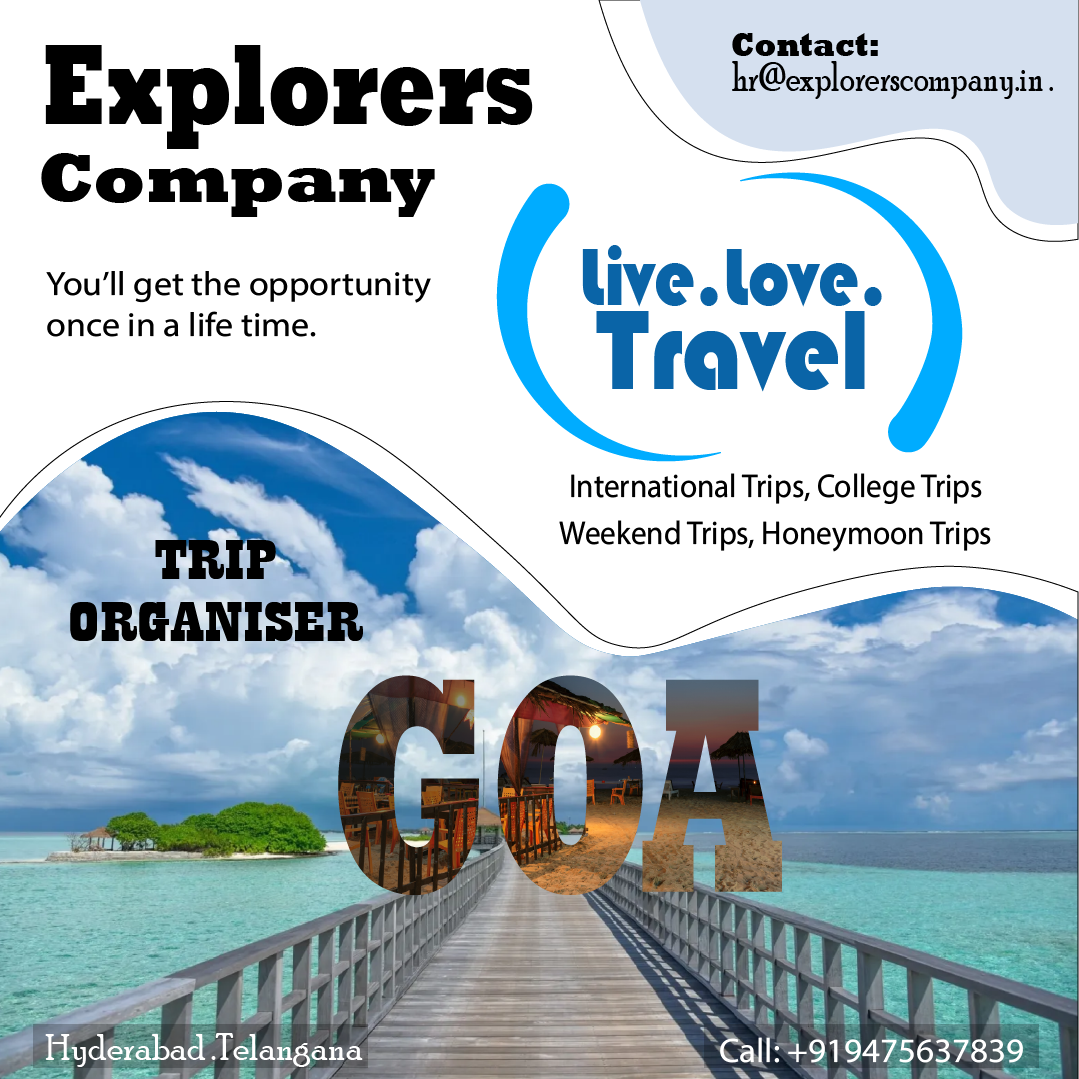 Explorers
Company
Contact:
hr@explorerscompany.in .
You'll get the opportunity
once in a life time.
Live.Love.
Travel
International Trips, College Trips
Weekend Trips, Honeymoon Trips
TRIP
ORGANISER
GOA
Hyderabad .Telangana
Call: +919475637839